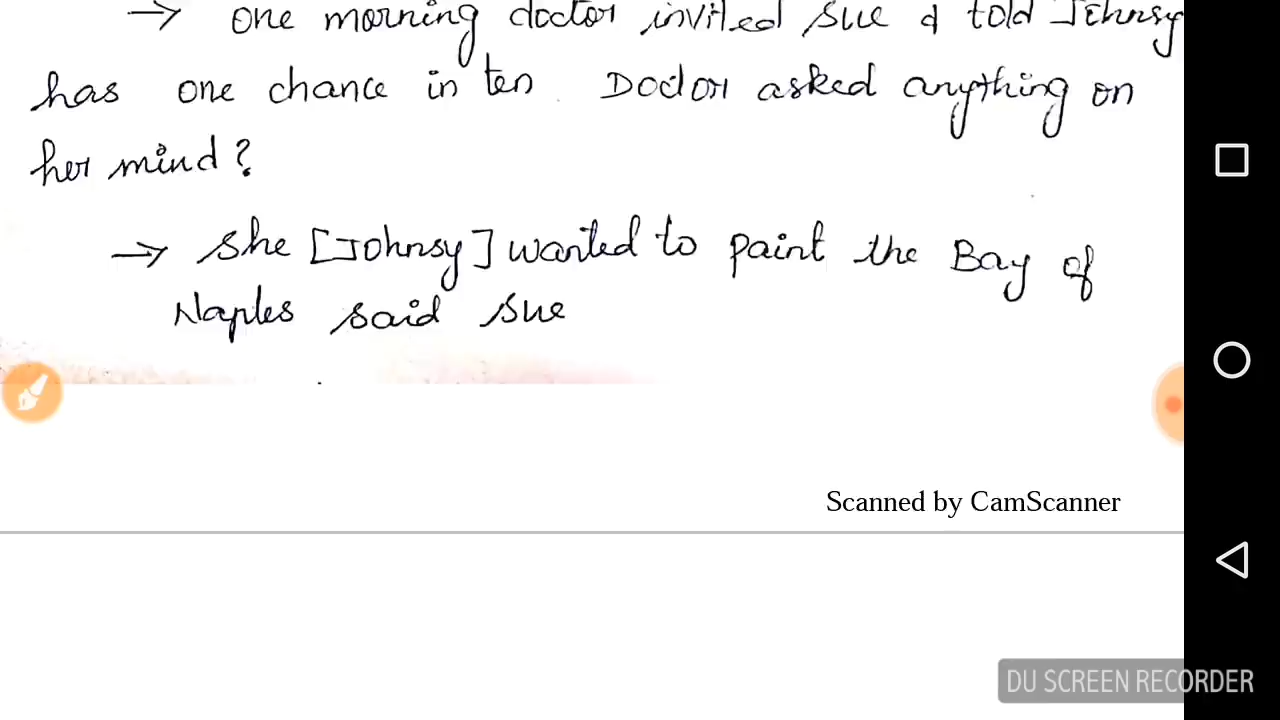 → one morning doctor invited Sue & told Johnsy
has one chance in ten. Doctor asked anything on
her mind?
→ She [Johnsy] wanted to paint the Bay of
Naples said Sue
Scanned by CamScanner
DU SCREEN RECORDER